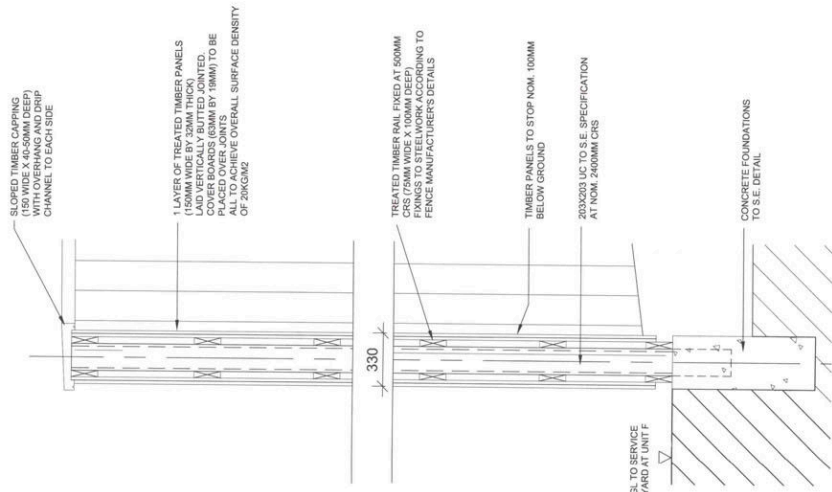 SLOPED TIMBER CAPPING
(150 WIDE X 40-50MM DEEP)
WITH OVERHANG AND DRIP
CHANNEL TO EACH SIDE
1 LAYER OF TREATED TIMBER PANELS
(150MM WIDE BY 32MM THICK)
LAID VERTICALLY BUTTED JOINTED.
COVER BOARDS (63MM BY 19MM) TO BE
PLACED OVER JOINTS
ALL TO ACHIEVE OVERALL SURFACE DENSITY
OF 20KG/M2
TREATED TIMBER RAIL FIXED AT 500MM
CRS (75MM WIDE X 100MM DEEP)
FIXINGS TO STEELWORK ACCORDING TO
FENCE MANUFACTURER'S DETAILS
TIMBER PANELS TO STOP NOM. 100MM
BELOW GROUND
203X203 UC TO S.E. SPECIFICATION
AT NOM. 2400MM CRS
CONCRETE FOUNDATIONS
TO S.E. DETAIL
330
GL TO SERVICE
YARD AT UNIT F